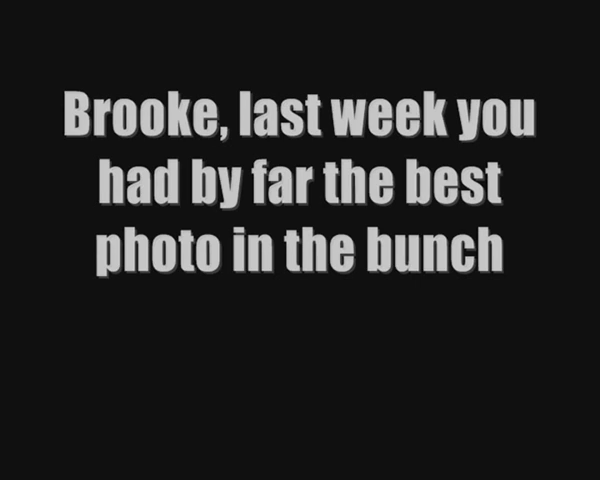 Brooke, last week you
had by far the best
photo in the bunch